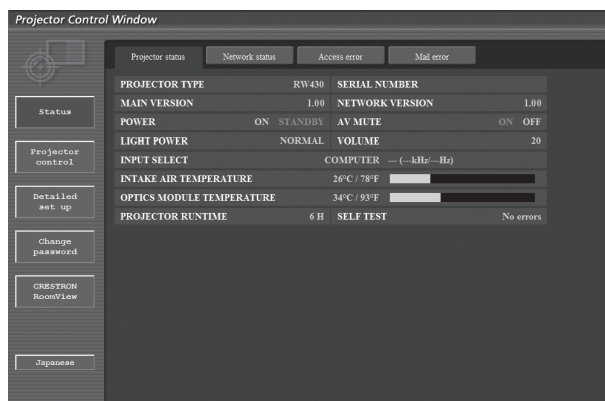 Projector Control Window
Projector status Network status Access error Mail error
Status
Projector control
Detailed set up
Change password
CRESTRON RoomView
Japanese
PROJECTOR TYPE RW430 SERIAL NUMBER
MAIN VERSION 1.00 NETWORK VERSION 1.00
POWER ON STANDBY AV MUTE ON OFF
LIGHT POWER NORMAL VOLUME 20
INPUT SELECT COMPUTER --- (---kHz/---Hz)
INTAKE AIR TEMPERATURE 26°C / 78°F
OPTICS MODULE TEMPERATURE 34°C / 93°F
PROJECTOR RUNTIME 6 H SELF TEST No errors